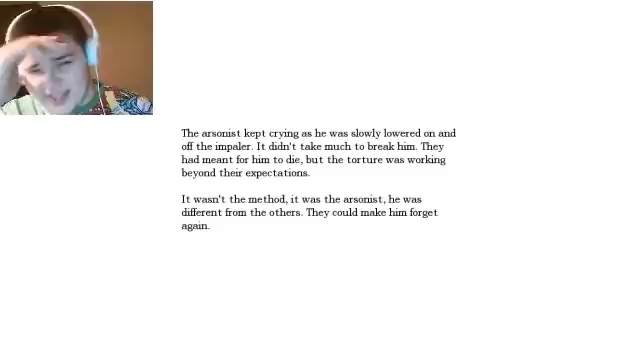 The arsonist kept crying as he was slowly lowered on and
off the impaler. It didn't take much to break him. They
had meant for him to die, but the torture was working
beyond their expectations.
It wasn't the method, it was the arsonist, he was
different from the others. They could make him forget
again.